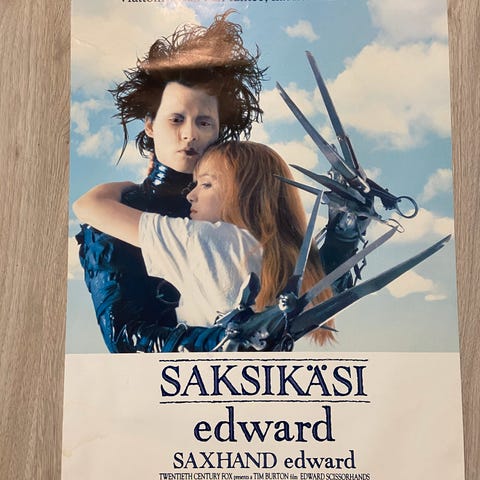 SAKSIKÄSI
edward
SAXHAND edward
TWENTIETH CENTURY FOX presents a TIM BURTON film EDWARD SCISSORHANDS